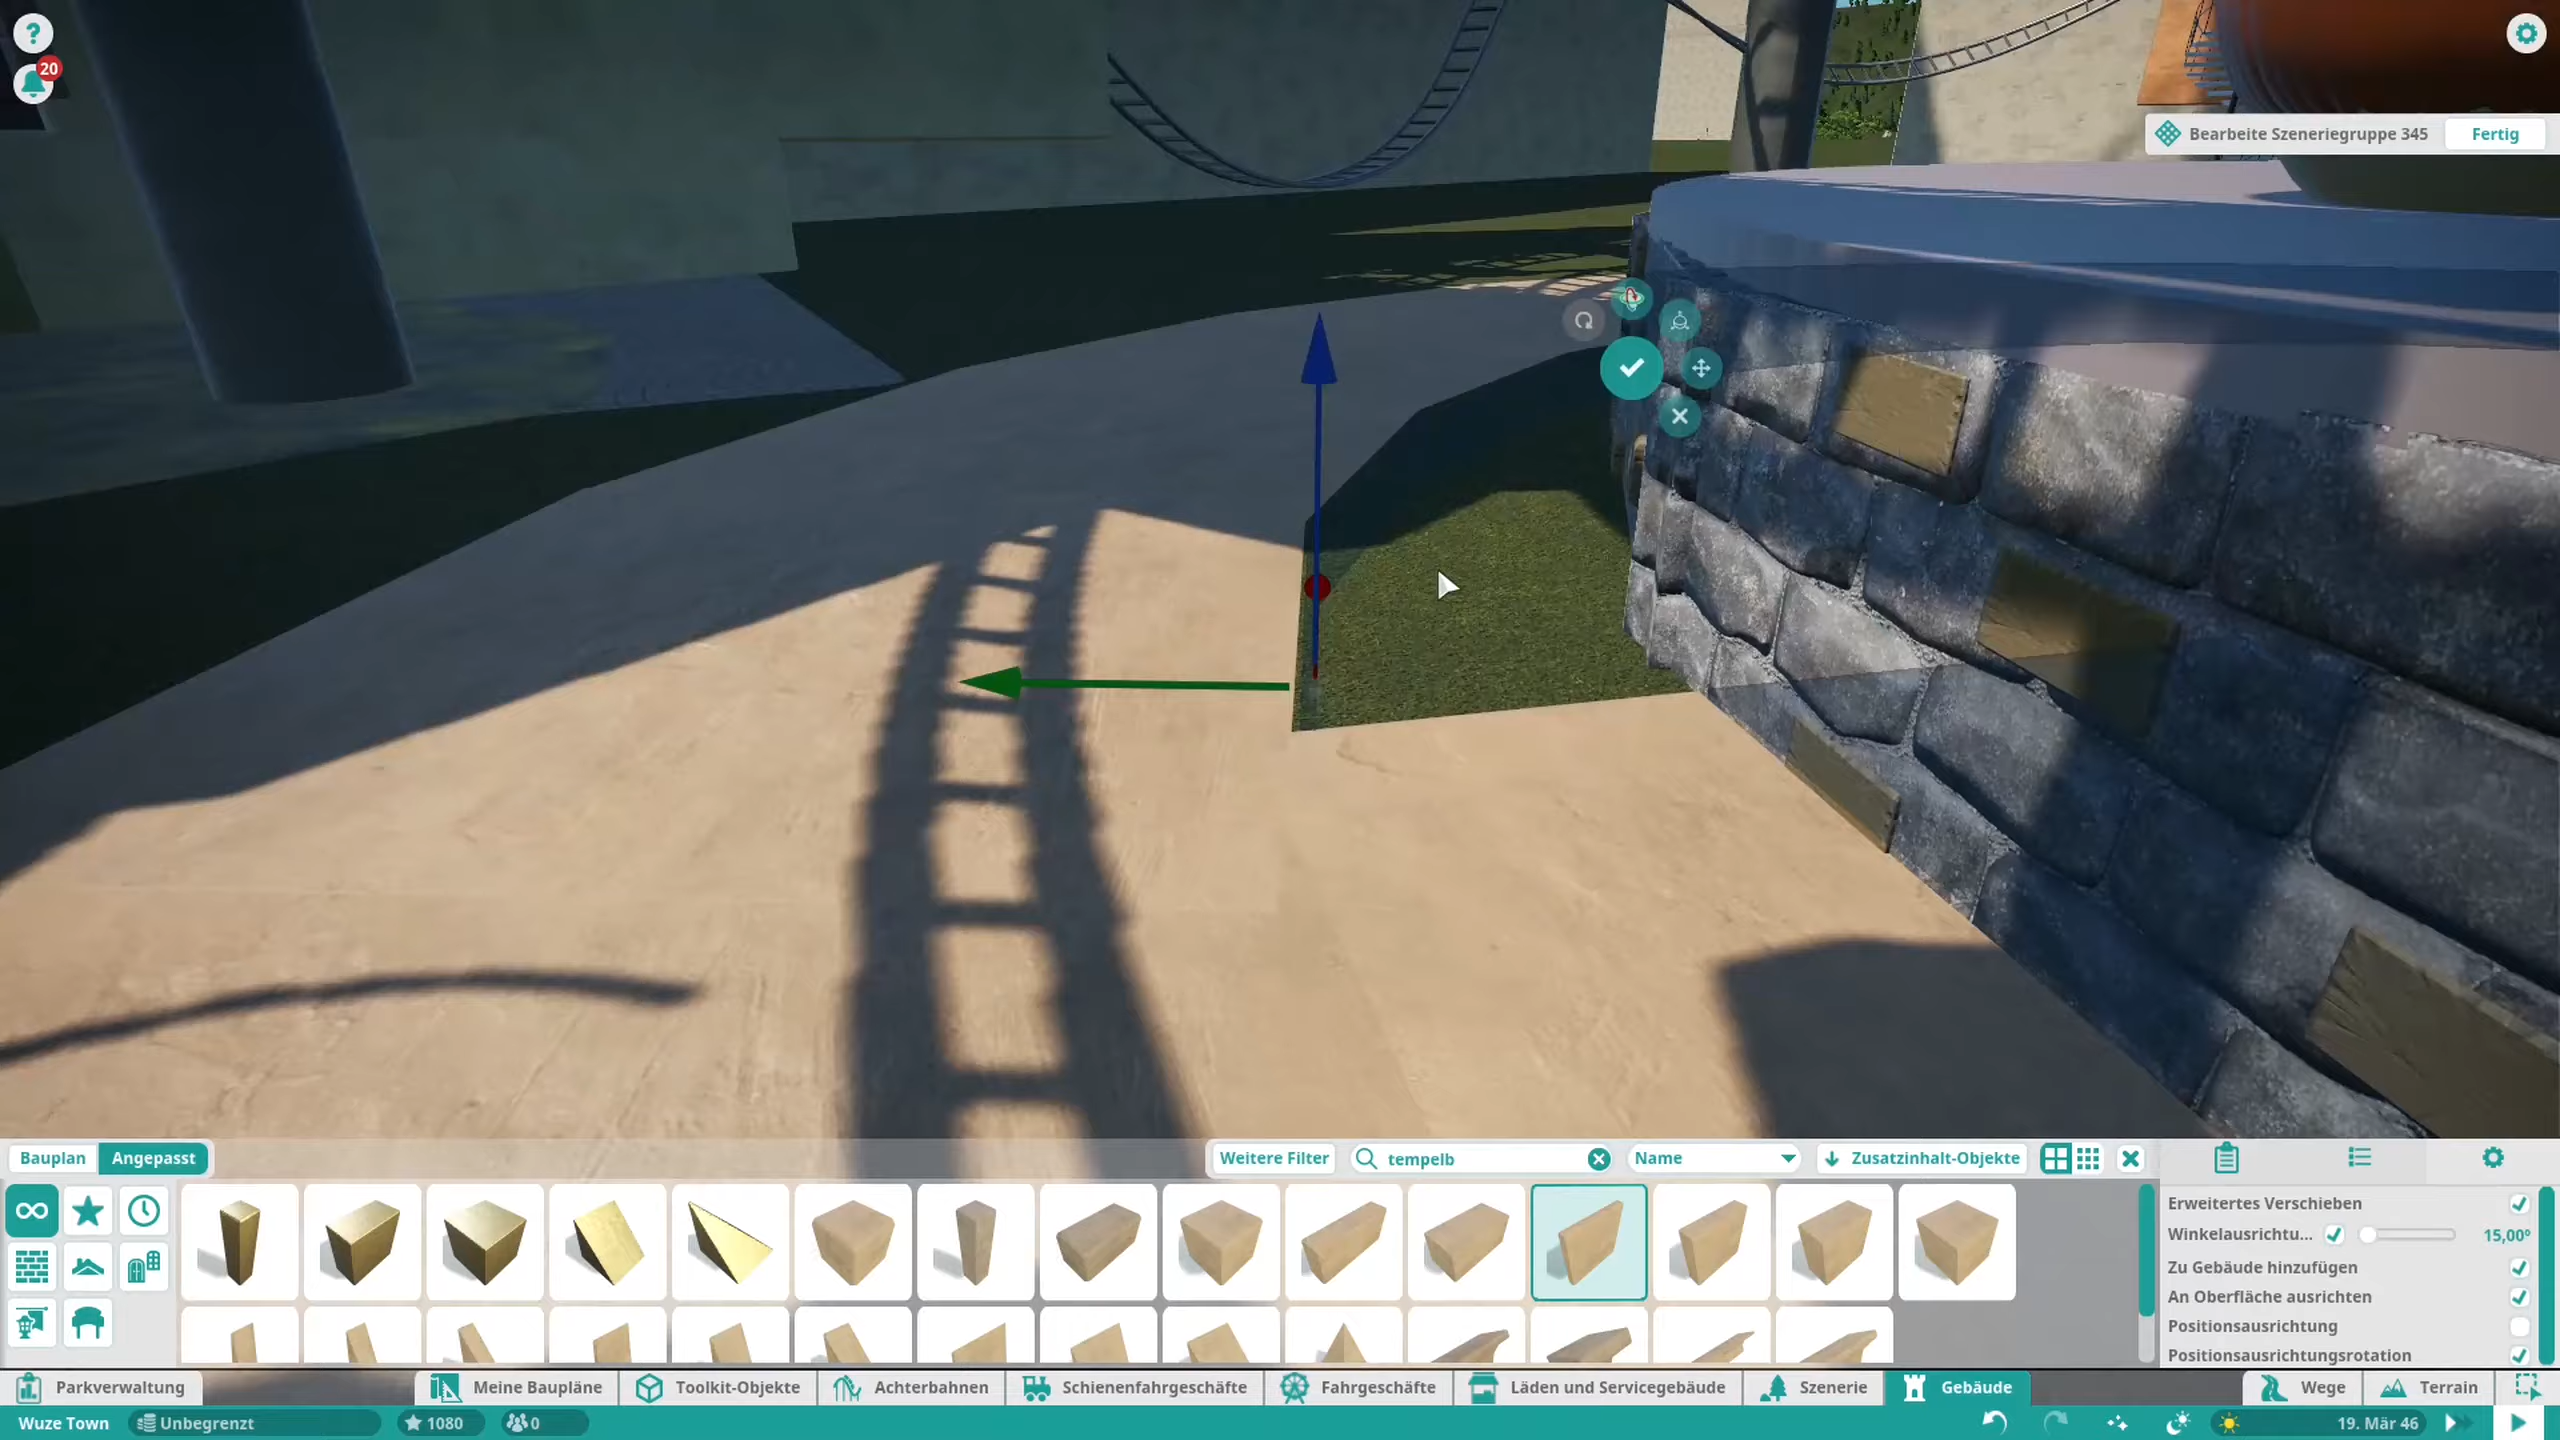 ?
20
Bearbeite Szeneriegruppe 345
Fertig
Bauplan
Angepasst
Weitere Filter
tempelb
Name
Zusatzinhalt-Objekte
Erweitertes Verschieben
Winkelausrichtu...
15,00°
Zu Gebäude hinzufügen
An Oberfläche ausrichten
Positionsausrichtung
Positionsausrichtungsrotation
Parkverwaltung
Meine Baupläne
Toolkit-Objekte
Achterbahnen
Schienenfahrgeschäfte
Fahrgeschäfte
Läden und Servicegebäude
Szenerie
Gebäude
Wege
Terrain
Wuze Town
Unbegrenzt
1080
0
19. Mär 46